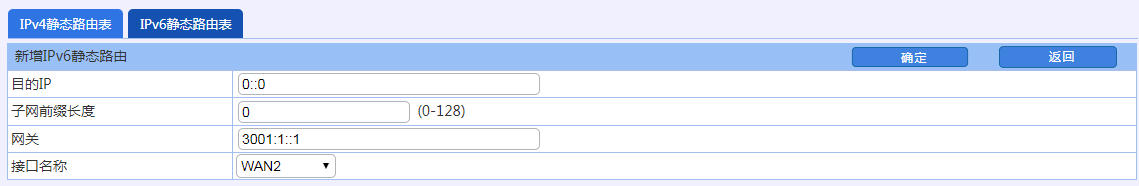 IPv4静态路由表 IPv6静态路由表
新增IPv6静态路由 确定 返回
目的IP 0::0
子网前缀长度 0 (0-128)
网关 3001:1::1
接口名称 WAN2